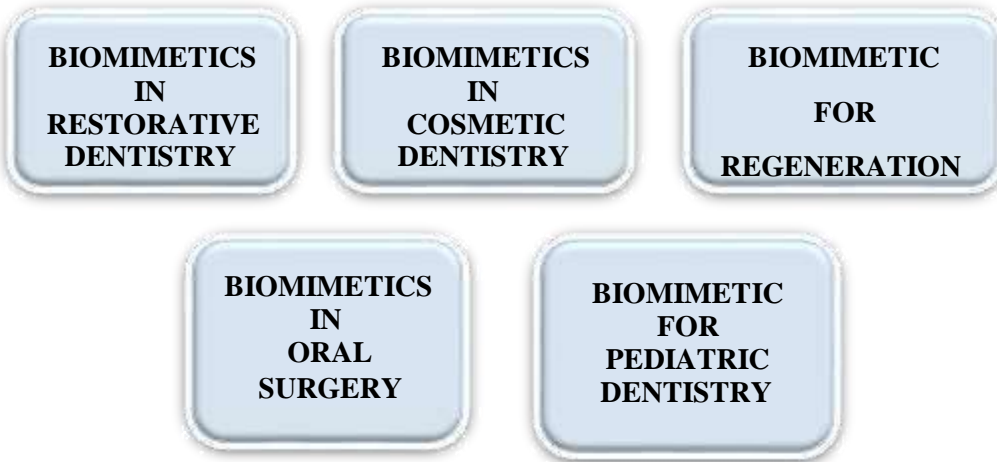 BIOMIMETICS
IN
RESTORATIVE
DENTISTRY
BIOMIMETICS
IN
COSMETIC
DENTISTRY
BIOMIMETIC
FOR
REGENERATION
BIOMIMETICS
IN
ORAL
SURGERY
BIOMIMETIC
FOR
PEDIATRIC
DENTISTRY